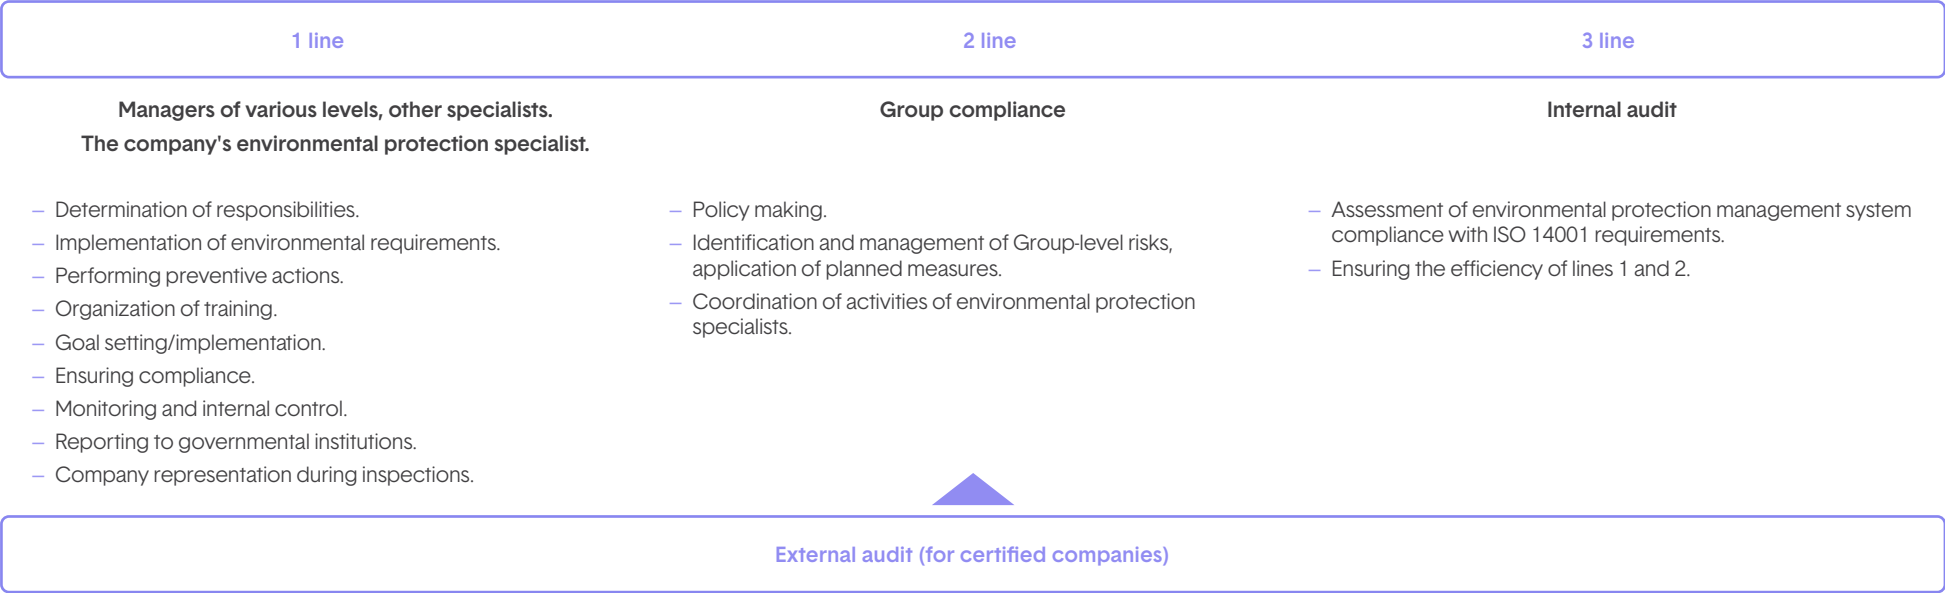 1 line
2 line
3 line
Managers of various levels, other specialists.
The company's environmental protection specialist.
– Determination of responsibilities.
– Implementation of environmental requirements.
– Performing preventive actions.
– Organization of training.
– Goal setting/implementation.
– Ensuring compliance.
– Monitoring and internal control.
– Reporting to governmental institutions.
– Company representation during inspections.
Group compliance
– Policy making.
– Identification and management of Group-level risks,
application of planned measures.
– Coordination of activities of environmental protection
specialists.
Internal audit
– Assessment of environmental protection management system
compliance with ISO 14001 requirements.
– Ensuring the efficiency of lines 1 and 2.
External audit (for certified companies)